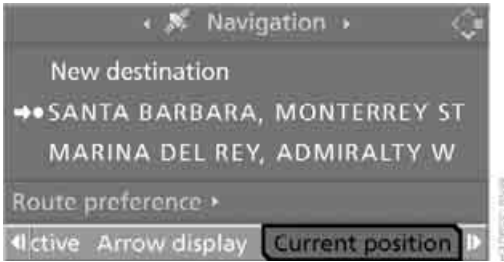 Navigation
New destination
SANTA BARBARA, MONTERREY ST
MARINA DEL REY, ADMIRALTY W
Route preference
ctive Arrow display Current position